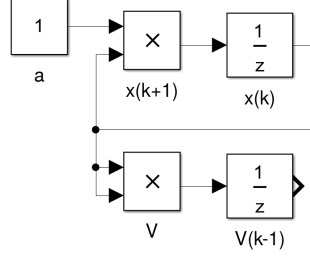 1
a
×
x(k+1)
1
z
x(k)
×
V
1
z
V(k-1)